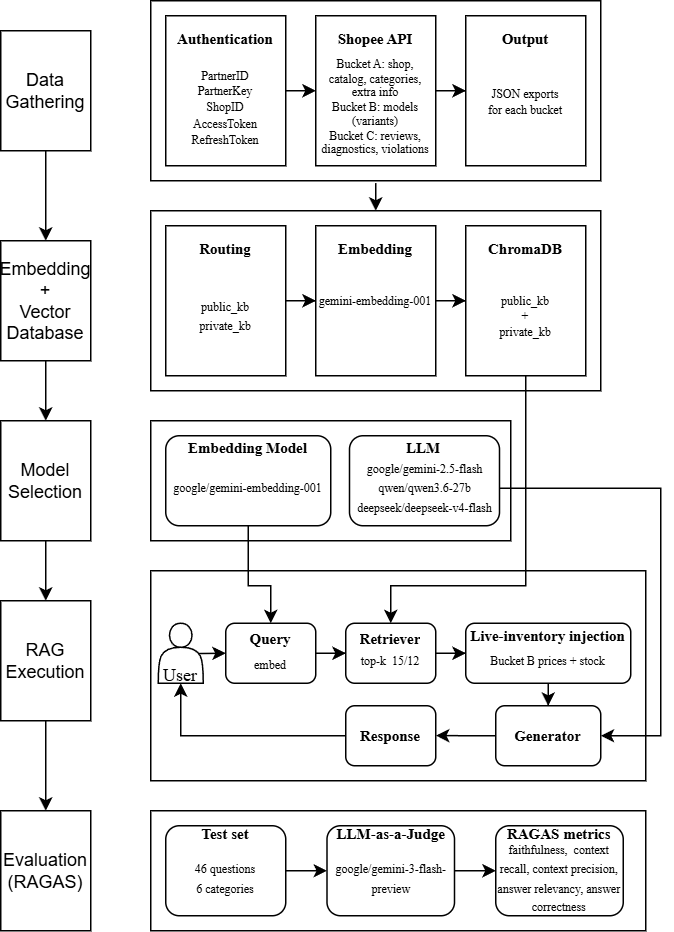 Data
Gathering
Authentication
PartnerID
PartnerKey
ShopID
AccessToken
RefreshToken
Shopee API
Bucket A: shop,
catalog, categories,
extra info
Bucket B: models
(variants)
Bucket C: reviews,
diagnostics, violations
Output
JSON exports
for each bucket
Embedding
+
Vector
Database
Routing
public_kb
private_kb
Embedding
gemini-embedding-001
ChromaDB
public_kb
+
private_kb
Model
Selection
Embedding Model
google/gemini-embedding-001
LLM
google/gemini-2.5-flash
qwen/qwen3.6-27b
deepseek/deepseek-v4-flash
RAG
Execution
User
Query
embed
Retriever
top-k 15/12
Live-inventory injection
Bucket B prices + stock
Response
Generator
Evaluation
(RAGAS)
Test set
46 questions
6 categories
LLM-as-a-Judge
google/gemini-3-flash-
preview
RAGAS metrics
faithfulness, context
recall, context precision,
answer relevancy, answer
correctness